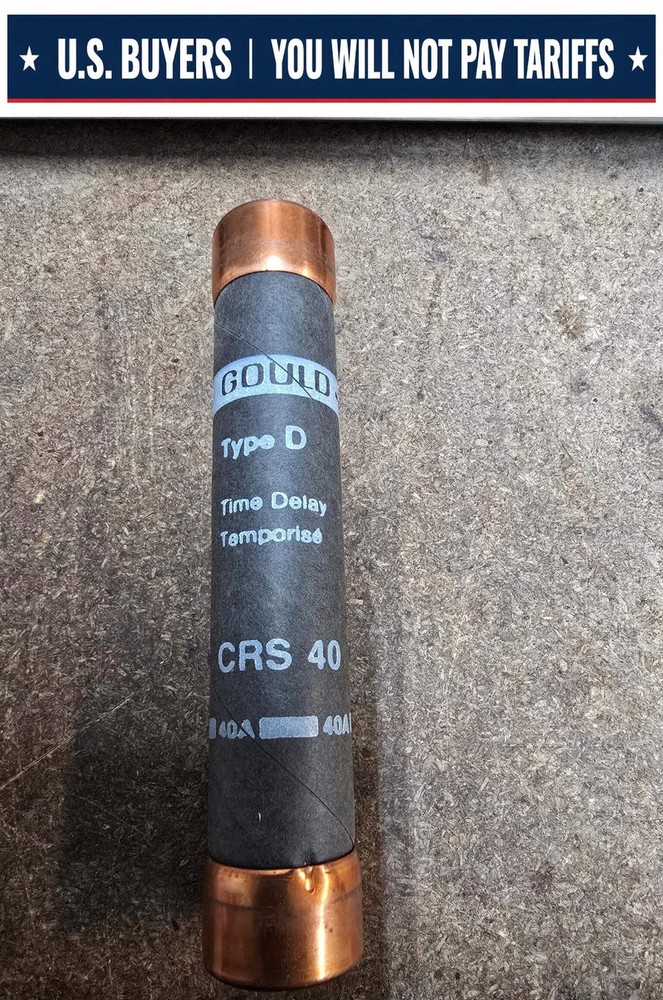 ★ U.S. BUYERS | YOU WILL NOT PAY TARIFFS ★
GOULD
Type D
Time Delay
Temporisé
CRS 40
40A 40A